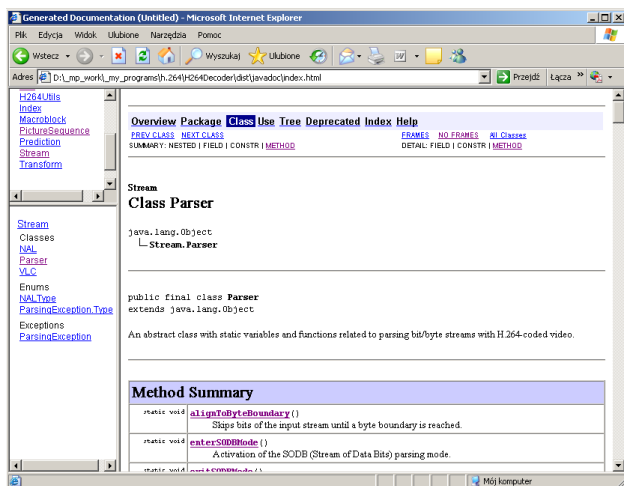 Generated Documentation (Untitled) - Microsoft Internet Explorer
Plik Edycja Widok Ulubione Narzędzia Pomoc
Wstecz Wyszukaj Ulubione
Adres D:\_mp_work\_my_programs\h.264\H264Decoder\dist\javadoc\index.html Przejdź Łącza »
H264Utils
Index
Macroblock
PictureSequence
Prediction
Stream
Transform
Stream
Classes
NAL
Parser
VLC
Enums
NALType
ParsingException.Type
Exceptions
ParsingException
Overview Package Class Use Tree Deprecated Index Help
PREV CLASS NEXT CLASS FRAMES NO FRAMES All Classes
SUMMARY: NESTED | FIELD | CONSTR | METHOD DETAIL: FIELD | CONSTR | METHOD
Stream
Class Parser
java.lang.Object
Stream.Parser
public final class Parser
extends java.lang.Object
An abstract class with static variables and functions related to parsing bit/byte streams with H.264-coded video.
Method Summary
static void alignToByteBoundary()
Skips bits of the input stream until a byte boundary is reached.
static void enterSODBMode()
Activation of the SODB (Stream of Data Bits) parsing mode.
static void exitSODBMode()
Mój komputer